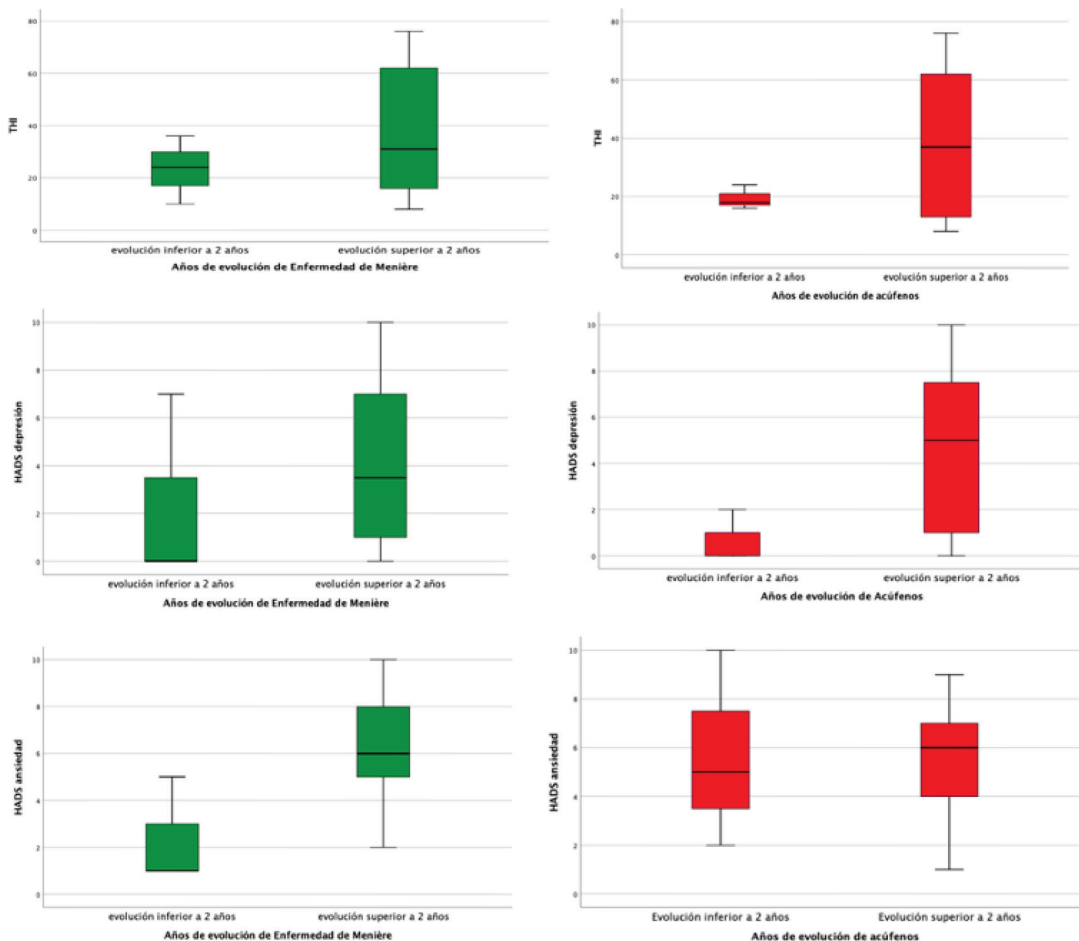 80
60
40
20
0
THI
evolución inferior a 2 años
evolución superior a 2 años
Años de evolución de Enfermedad de Menière
80
60
40
20
0
THI
evolución inferior a 2 años
evolución superior a 2 años
Años de evolución de acúfenos
10
8
6
4
2
0
HADS depresión
evolución inferior a 2 años
evolución superior a 2 años
Años de evolución de Enfermedad de Menière
10
8
6
4
2
0
HADS depresión
evolución inferior a 2 años
evolución superior a 2 años
Años de evolución de Acúfenos
10
8
6
4
2
0
HADS ansiedad
evolución inferior a 2 años
evolución superior a 2 años
Años de evolución de Enfermedad de Menière
10
8
6
4
2
0
HADS ansiedad
Evolución inferior a 2 años
Evolución superior a 2 años
Años de evolución de acúfenos